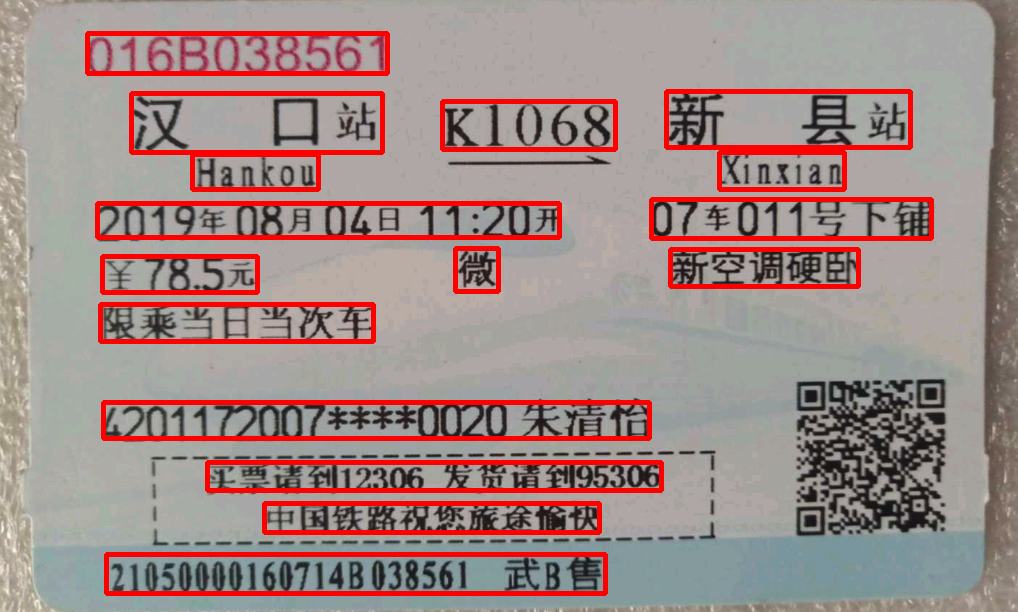 016B038561
汉 口站 K1068 新 县站
Hankou Xinxian
2019年08月04日 11:20开 07车011号下铺
￥78.5元 微 新空调硬卧
限乘当日当次车
4201172007****0020 朱清怡
买票请到12306 发货请到95306
中国铁路祝您旅途愉快
21050000160714B038561 武B售